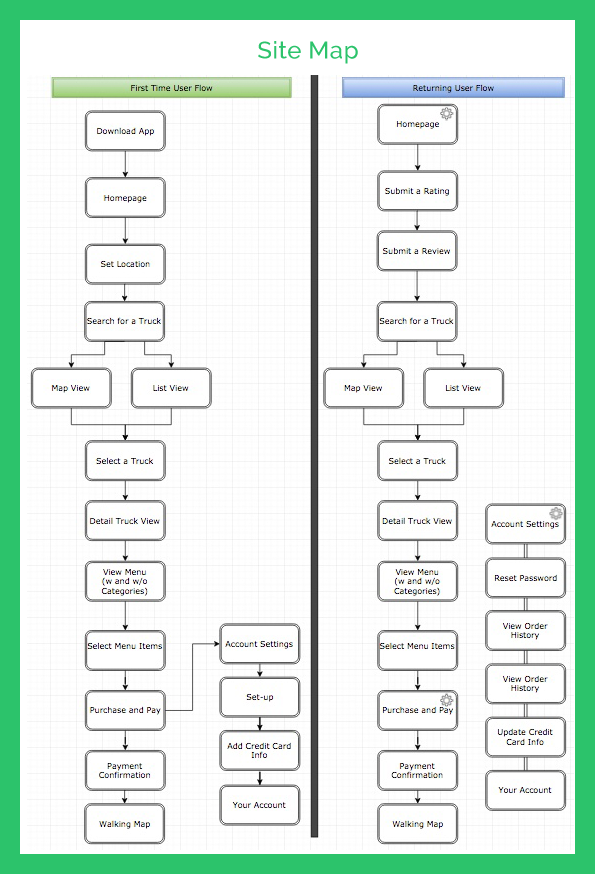 Site Map
First Time User Flow
Download App
Homepage
Set Location
Search for a Truck
Map View
List View
Select a Truck
Detail Truck View
View Menu
(w and w/o
Categories)
Select Menu Items
Purchase and Pay
Payment
Confirmation
Walking Map
Account Settings
Set-up
Add Credit Card
Info
Your Account
Returning User Flow
Homepage
Submit a Rating
Submit a Review
Search for a Truck
Map View
List View
Select a Truck
Detail Truck View
View Menu
(w and w/o
Categories)
Select Menu Items
Purchase and Pay
Payment
Confirmation
Walking Map
Account Settings
Reset Password
View Order
History
View Order
History
Update Credit
Card Info
Your Account